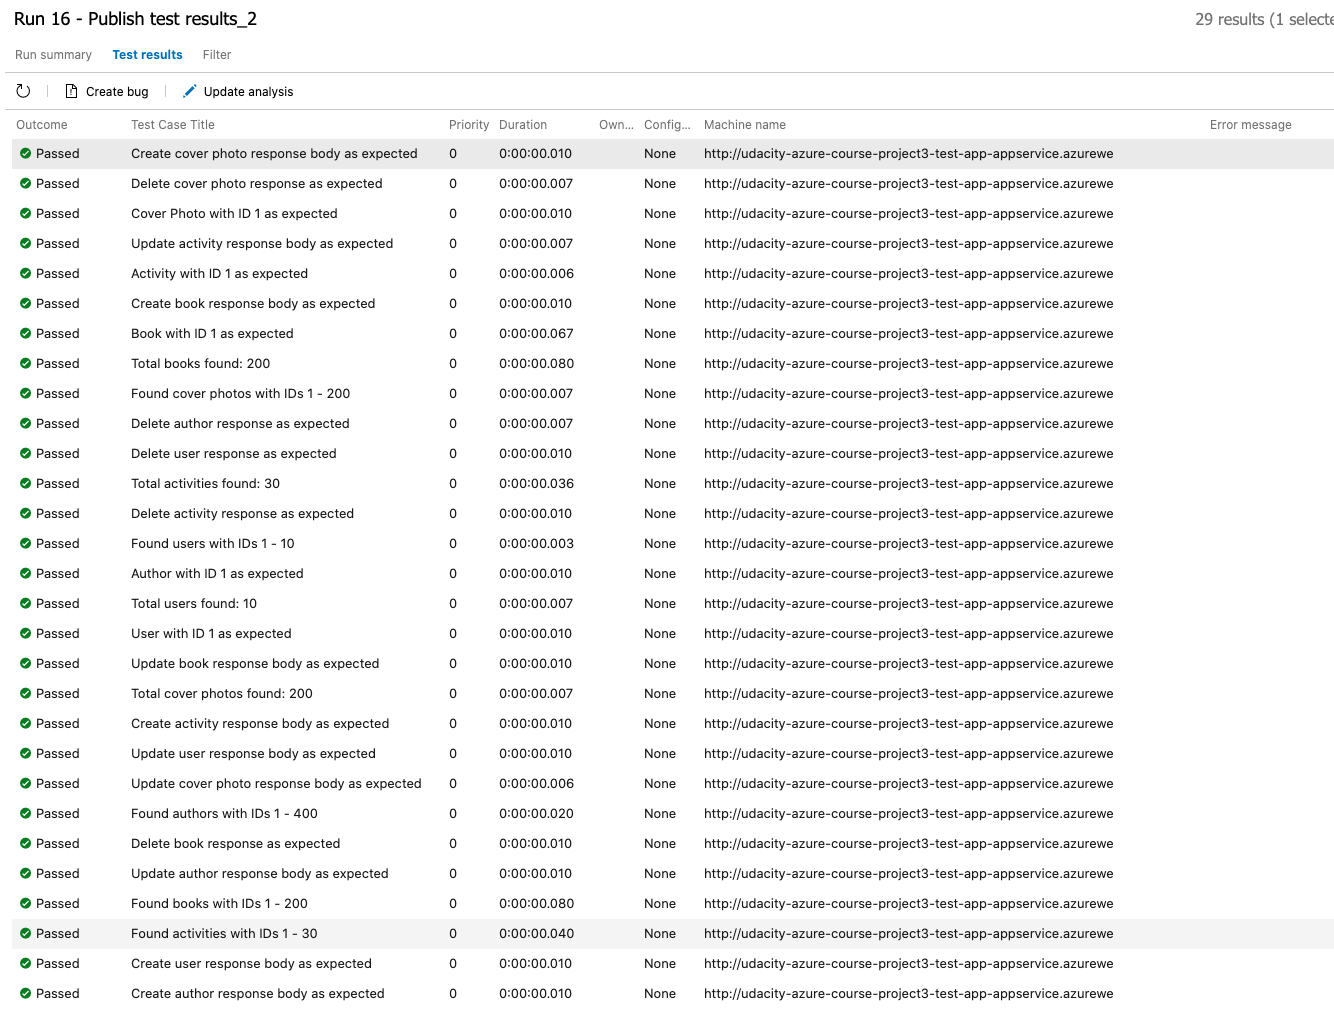 Run 16 - Publish test results_2
29 results (1 selecte
Run summary Test results Filter
Create bug Update analysis
Outcome Test Case Title Priority Duration Own... Config... Machine name Error message
Passed Create cover photo response body as expected 0 0:00:00.010 None http://udacity-azure-course-project3-test-app-appservice.azurewe
Passed Delete cover photo response as expected 0 0:00:00.007 None http://udacity-azure-course-project3-test-app-appservice.azurewe
Passed Cover Photo with ID 1 as expected 0 0:00:00.010 None http://udacity-azure-course-project3-test-app-appservice.azurewe
Passed Update activity response body as expected 0 0:00:00.007 None http://udacity-azure-course-project3-test-app-appservice.azurewe
Passed Activity with ID 1 as expected 0 0:00:00.006 None http://udacity-azure-course-project3-test-app-appservice.azurewe
Passed Create book response body as expected 0 0:00:00.010 None http://udacity-azure-course-project3-test-app-appservice.azurewe
Passed Book with ID 1 as expected 0 0:00:00.067 None http://udacity-azure-course-project3-test-app-appservice.azurewe
Passed Total books found: 200 0 0:00:00.080 None http://udacity-azure-course-project3-test-app-appservice.azurewe
Passed Found cover photos with IDs 1 - 200 0 0:00:00.007 None http://udacity-azure-course-project3-test-app-appservice.azurewe
Passed Delete author response as expected 0 0:00:00.007 None http://udacity-azure-course-project3-test-app-appservice.azurewe
Passed Delete user response as expected 0 0:00:00.010 None http://udacity-azure-course-project3-test-app-appservice.azurewe
Passed Total activities found: 30 0 0:00:00.036 None http://udacity-azure-course-project3-test-app-appservice.azurewe
Passed Delete activity response as expected 0 0:00:00.010 None http://udacity-azure-course-project3-test-app-appservice.azurewe
Passed Found users with IDs 1 - 10 0 0:00:00.003 None http://udacity-azure-course-project3-test-app-appservice.azurewe
Passed Author with ID 1 as expected 0 0:00:00.010 None http://udacity-azure-course-project3-test-app-appservice.azurewe
Passed Total users found: 10 0 0:00:00.007 None http://udacity-azure-course-project3-test-app-appservice.azurewe
Passed User with ID 1 as expected 0 0:00:00.010 None http://udacity-azure-course-project3-test-app-appservice.azurewe
Passed Update book response body as expected 0 0:00:00.010 None http://udacity-azure-course-project3-test-app-appservice.azurewe
Passed Total cover photos found: 200 0 0:00:00.007 None http://udacity-azure-course-project3-test-app-appservice.azurewe
Passed Create activity response body as expected 0 0:00:00.010 None http://udacity-azure-course-project3-test-app-appservice.azurewe
Passed Update user response body as expected 0 0:00:00.010 None http://udacity-azure-course-project3-test-app-appservice.azurewe
Passed Update cover photo response body as expected 0 0:00:00.006 None http://udacity-azure-course-project3-test-app-appservice.azurewe
Passed Found authors with IDs 1 - 400 0 0:00:00.020 None http://udacity-azure-course-project3-test-app-appservice.azurewe
Passed Delete book response as expected 0 0:00:00.010 None http://udacity-azure-course-project3-test-app-appservice.azurewe
Passed Update author response body as expected 0 0:00:00.010 None http://udacity-azure-course-project3-test-app-appservice.azurewe
Passed Found books with IDs 1 - 200 0 0:00:00.080 None http://udacity-azure-course-project3-test-app-appservice.azurewe
Passed Found activities with IDs 1 - 30 0 0:00:00.040 None http://udacity-azure-course-project3-test-app-appservice.azurewe
Passed Create user response body as expected 0 0:00:00.010 None http://udacity-azure-course-project3-test-app-appservice.azurewe
Passed Create author response body as expected 0 0:00:00.010 None http://udacity-azure-course-project3-test-app-appservice.azurewe